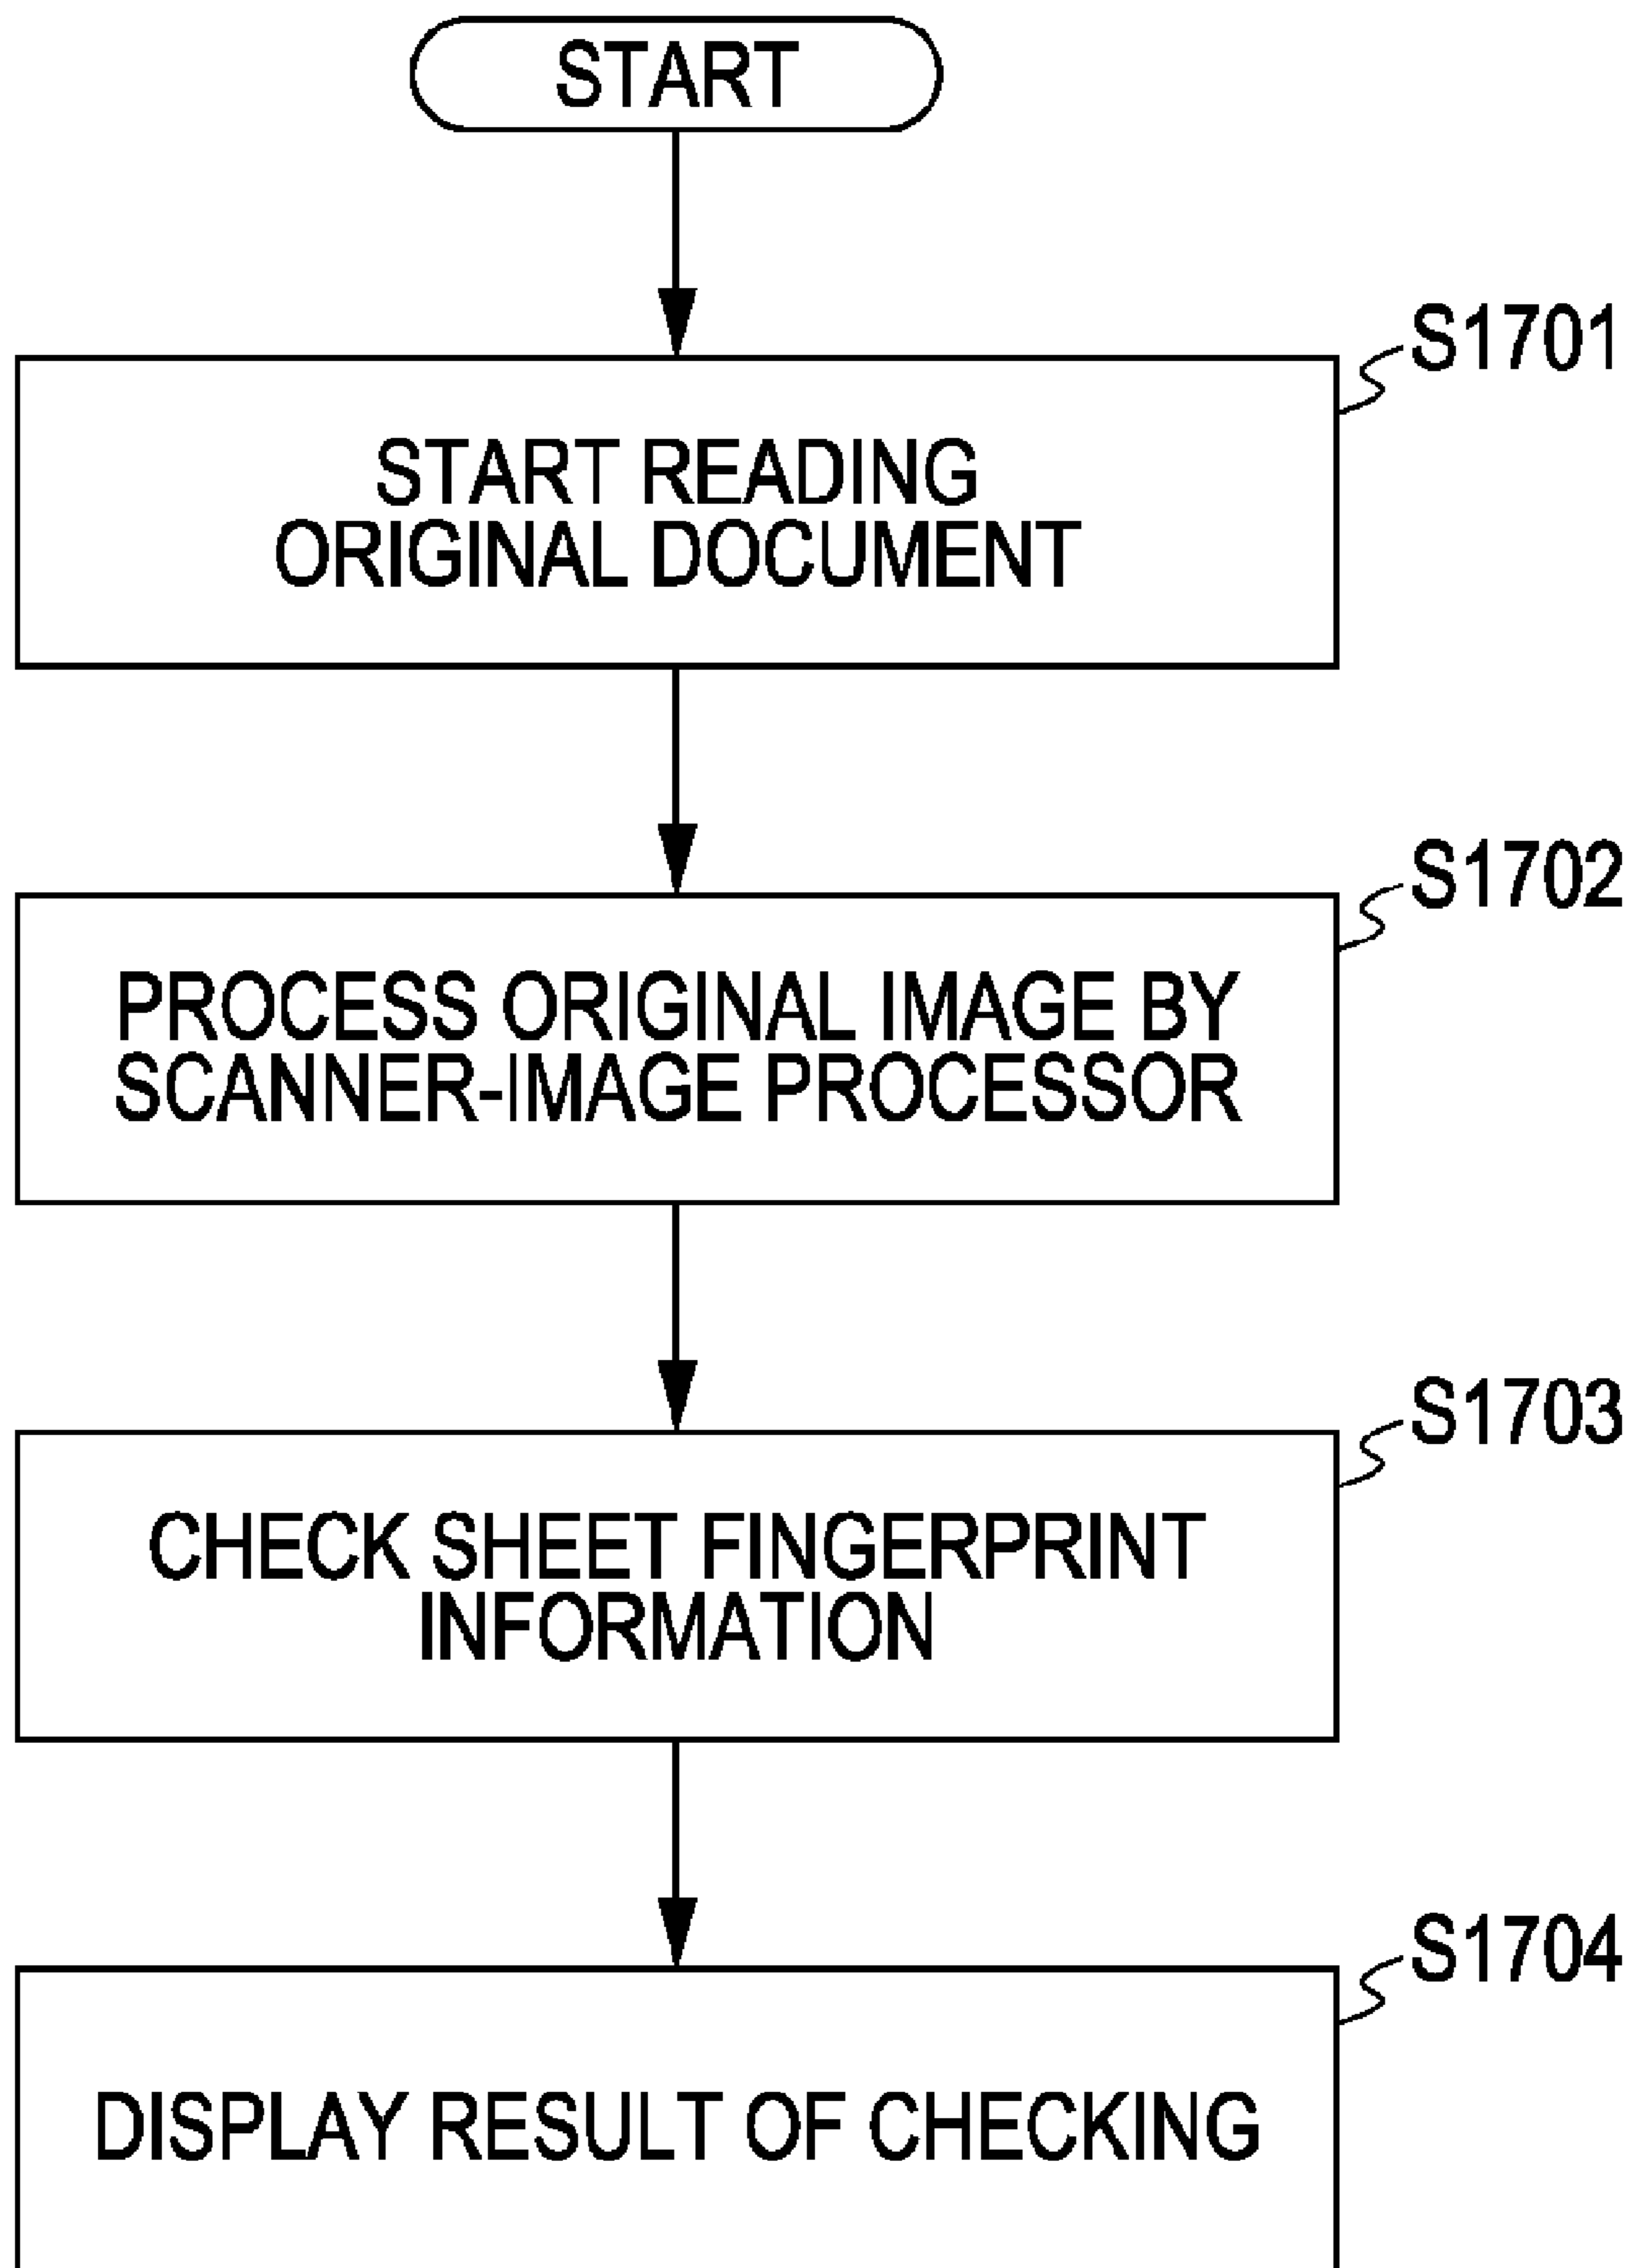 START
S1701
START READING
ORIGINAL DOCUMENT
S1702
PROCESS ORIGINAL IMAGE BY
SCANNER-IMAGE PROCESSOR
S1703
CHECK SHEET FINGERPRINT
INFORMATION
S1704
DISPLAY RESULT OF CHECKING